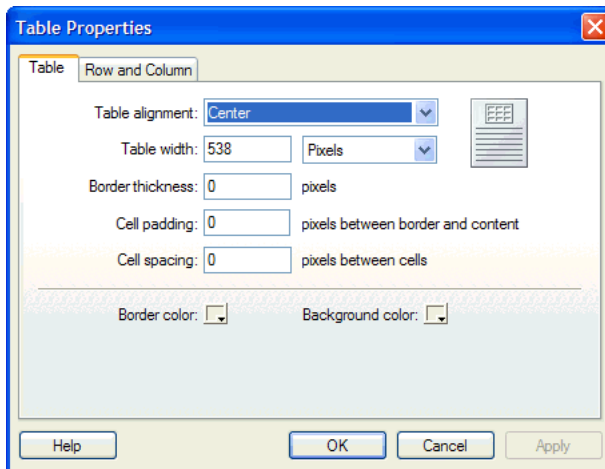 Table Properties
Table Row and Column
Table alignment: Center
Table width: 538 Pixels
Border thickness: 0 pixels
Cell padding: 0 pixels between border and content
Cell spacing: 0 pixels between cells
Border color: Background color:
Help OK Cancel Apply